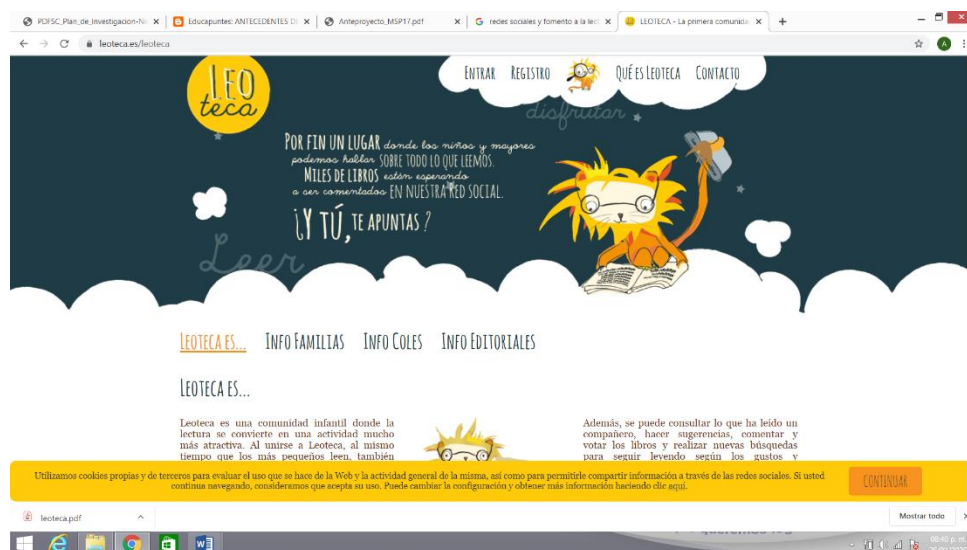 PDFSC_Plan_de_Investigacion-N
Educapuntes: ANTECEDENTES D
Anteproyecto_MSP17.pdf
redes sociales y fomento a la lec
LEOTECA - La primera comunida
leoteca.es/leoteca
A
LEO
teca
ENTRAR REGISTRO QUÉ ES LEOTECA CONTACTO
disfrutar
POR FIN UN LUGAR donde los niños y mayores
podemos hablar SOBRE TODO LO QUE LEEMOS.
MILES DE LIBROS están esperando
a ser comentados EN NUESTRA RED SOCIAL.
¡Y TÚ, TE APUNTAS?
Leer
LEOTECA ES... INFO FAMILIAS INFO COLES INFO EDITORIALES
LEOTECA ES...
Leoteca es una comunidad infantil donde la
lectura se convierte en una actividad mucho
más atractiva. Al unirse a Leoteca, al mismo
tiempo que los más pequeños leen, también
Además, se puede consultar lo que ha leído un
compañero, hacer sugerencias, comentar y
votar los libros y realizar nuevas búsquedas
para seguir leyendo según los gustos y
Utilizamos cookies propias y de terceros para evaluar el uso que se hace de la Web y la actividad general de la misma, así como para permitirle compartir información a través de las redes sociales. Si usted
continua navegando, consideramos que acepta su uso. Puede cambiar la configuración y obtener más información haciendo clic aquí.
CONTINUAR
leoteca.pdf
Mostrar todo
08:40 p. m.